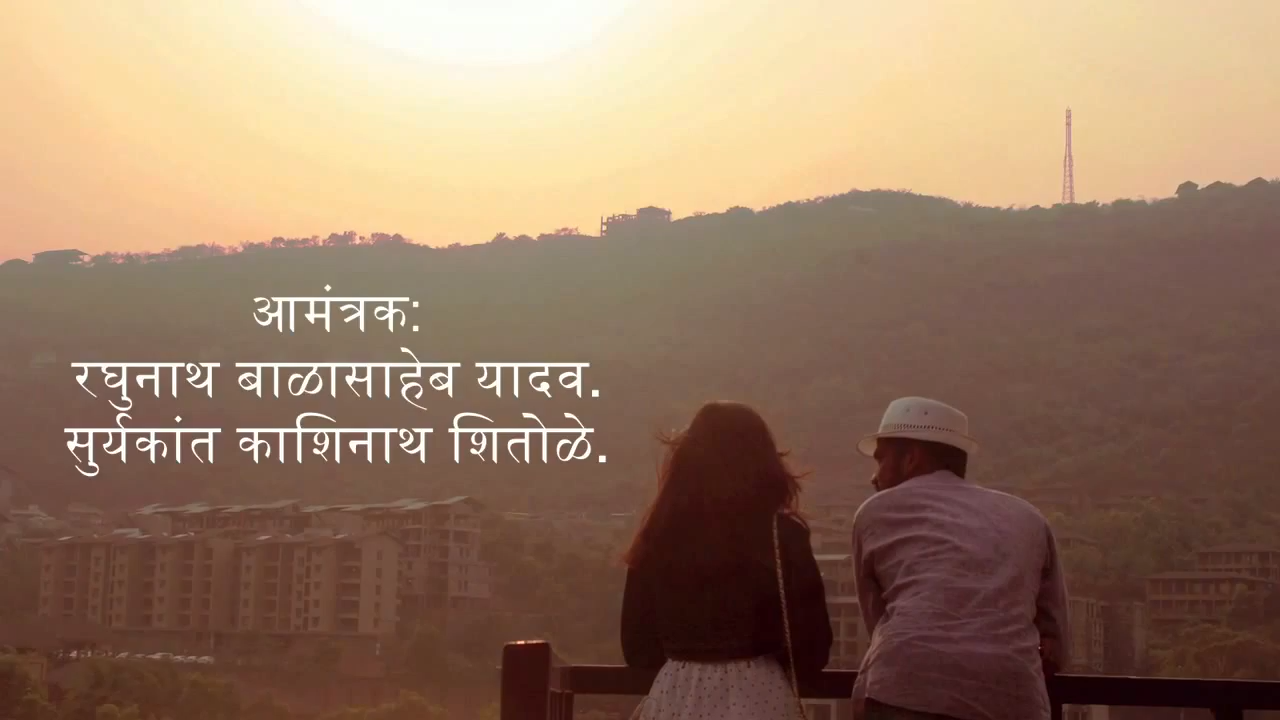 आमंत्रक:
रघुनाथ बाळासाहेब यादव.
सुर्यकांत काशिनाथ शितोळे.